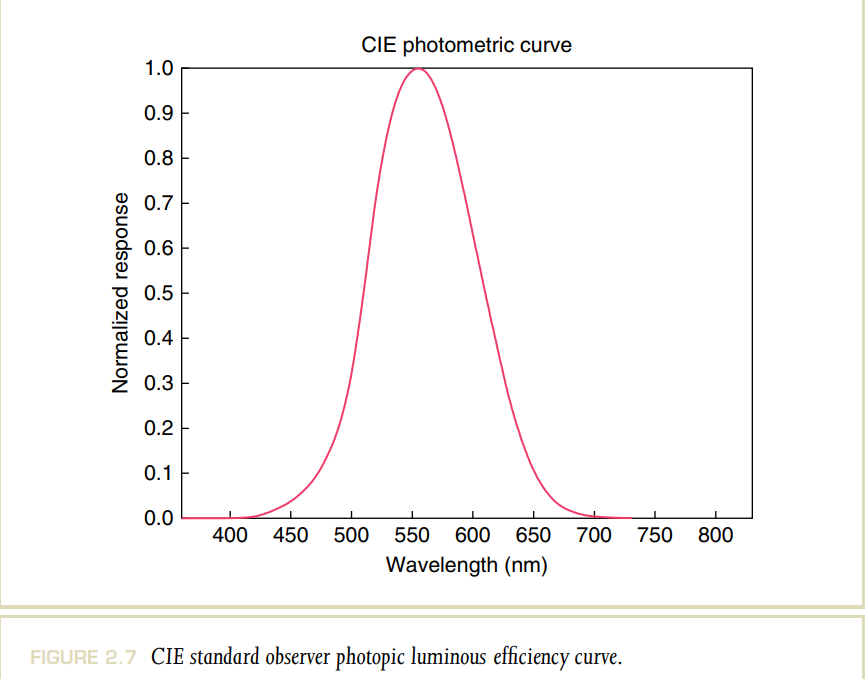 CIE photometric curve
1.0
0.9
0.8
0.7
0.6
0.5
0.4
0.3
0.2
0.1
0.0
Normalized response
400 450 500 550 600 650 700 750 800
Wavelength (nm)
FIGURE 2.7 CIE standard observer photopic luminous efficiency curve.